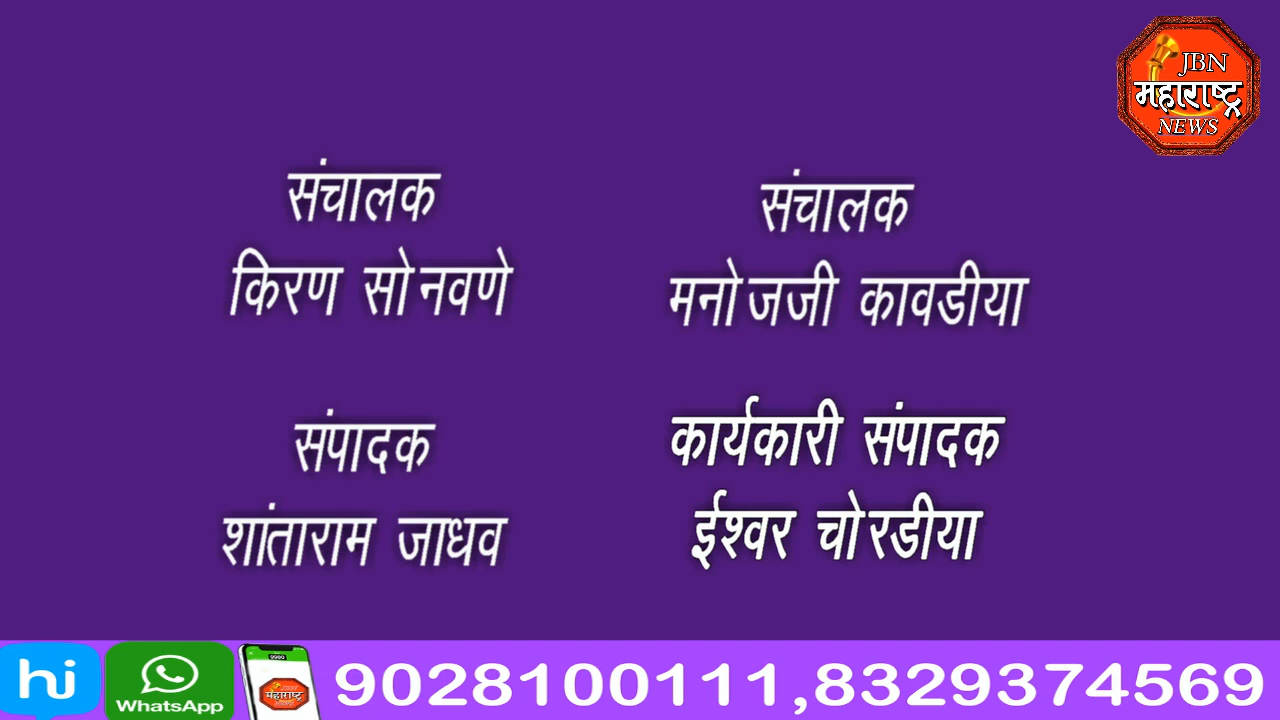 JBN
महाराष्ट्र
NEWS
संचालक
किरण सोनवणे
संचालक
मनोजजी कावडीया
संपादक
शांताराम जाधव
कार्यकारी संपादक
ईश्वर चोरडीया
hi
WhatsApp
महाराष्ट्र
9028100111,8329374569